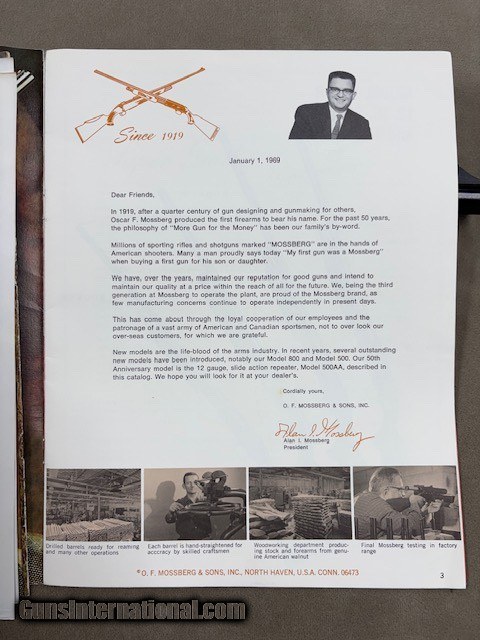 Since 1919
January 1, 1969
Dear Friends,
In 1919, after a quarter century of gun designing and gunmaking for others,
Oscar F. Mossberg produced the first firearms to bear his name. For the past 50 years,
the philosophy of "More Gun for the Money" has been our family's by-word.
Millions of sporting rifles and shotguns marked "MOSSBERG" are in the hands of
American shooters. Many a man proudly says today "My first gun was a Mossberg"
when buying a first gun for his son or daughter.
We have, over the years, maintained our reputation for good guns and intend to
maintain our quality at a price within the reach of all for the future. We, being the third
generation at Mossberg to operate the plant, are proud of the Mossberg brand, as
few manufacturing concerns continue to operate independently in present days.
This has come about through the loyal cooperation of our employees and the
patronage of a vast army of American and Canadian sportsmen, not to over look our
over-seas customers, for which we are grateful.
New models are the life-blood of the arms industry. In recent years, several outstanding
new models have been introduced, notably our Model 800 and Model 500. Our 50th
Anniversary model is the 12 gauge, slide action repeater, Model 500AA, described in
this catalog. We hope you will look for it at your dealer's.
Cordially yours,
O. F. MOSSBERG & SONS, INC.
Alan I. Mossberg
Alan I. Mossberg
President
Drilled barrels ready for reaming
and many other operations
Each barrel is hand-straightened for
acccracy by skilled craftsmen
Woodworking department produc-
ing stock and forearms from genu-
ine American walnut
Final Mossberg testing in factory
range
©O. F. MOSSBERG & SONS, INC., NORTH HAVEN, U.S.A. CONN. 06473
3
GunsInternational.com